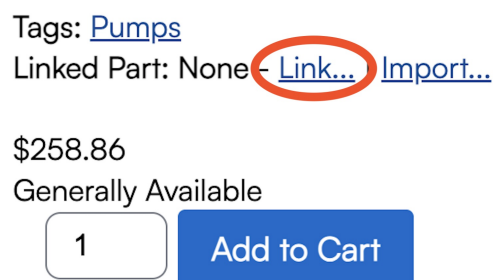 Tags: Pumps
Linked Part: None - Link... Import...
$258.86
Generally Available
1 Add to Cart